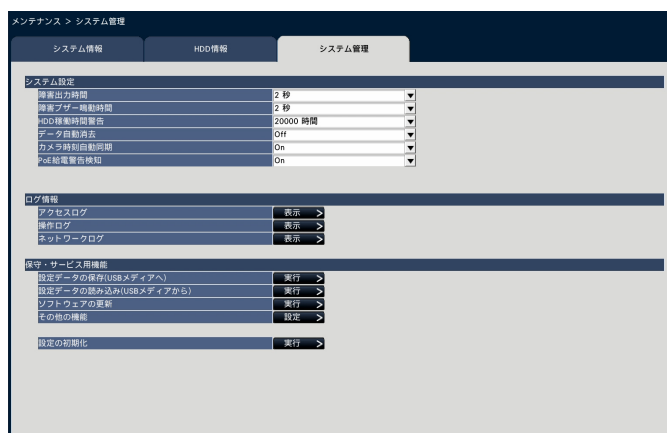 メンテナンス > システム管理
システム情報 HDD情報 システム管理
システム設定
障害出力時間 2 秒
障害ブザー鳴動時間 2 秒
HDD稼働時間警告 20000 時間
データ自動消去 Off
カメラ時刻自動同期 On
PoE給電警告検知 On
ログ情報
アクセスログ 表示 >
操作ログ 表示 >
ネットワークログ 表示 >
保守・サービス用機能
設定データの保存(USBメディアへ) 実行 >
設定データの読み込み(USBメディアから) 実行 >
ソフトウェアの更新 実行 >
その他の機能 設定 >
設定の初期化 実行 >